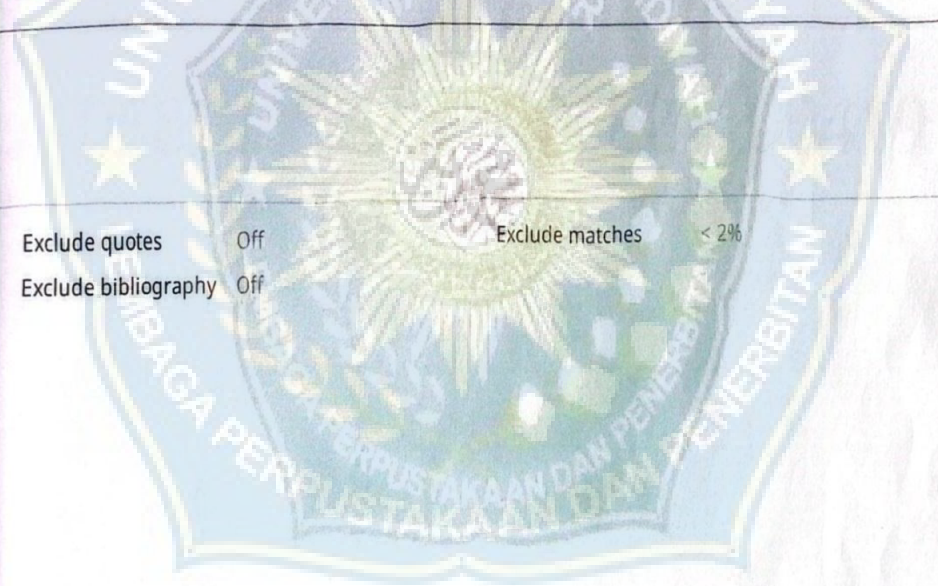 Exclude quotes Off Exclude matches < 2%
Exclude bibliography Off
LEMBAGA PERPUSTAKAAN DAN PENERBITAN
PERPUSTAKAAN DAN PENERBITAN